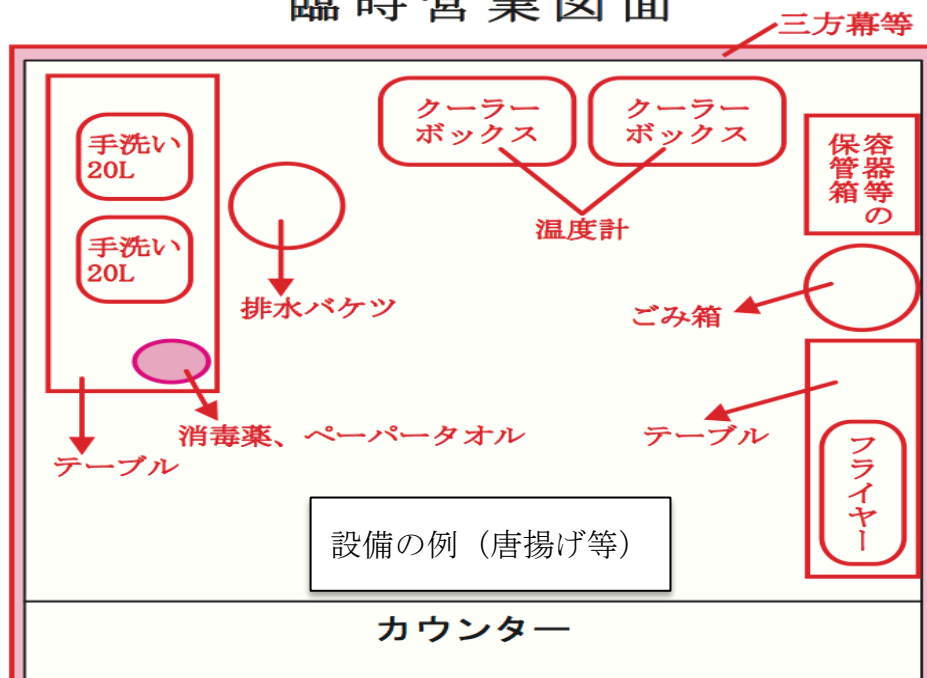 臨時営業図面
三方幕等
手洗い
20L
手洗い
20L
クーラー
ボックス
クーラー
ボックス
容器等の
保管箱
温度計
排水バケツ
ごみ箱
消毒薬、ペーパータオル
テーブル
テーブル
フライヤー
設備の例（唐揚げ等）
カウンター